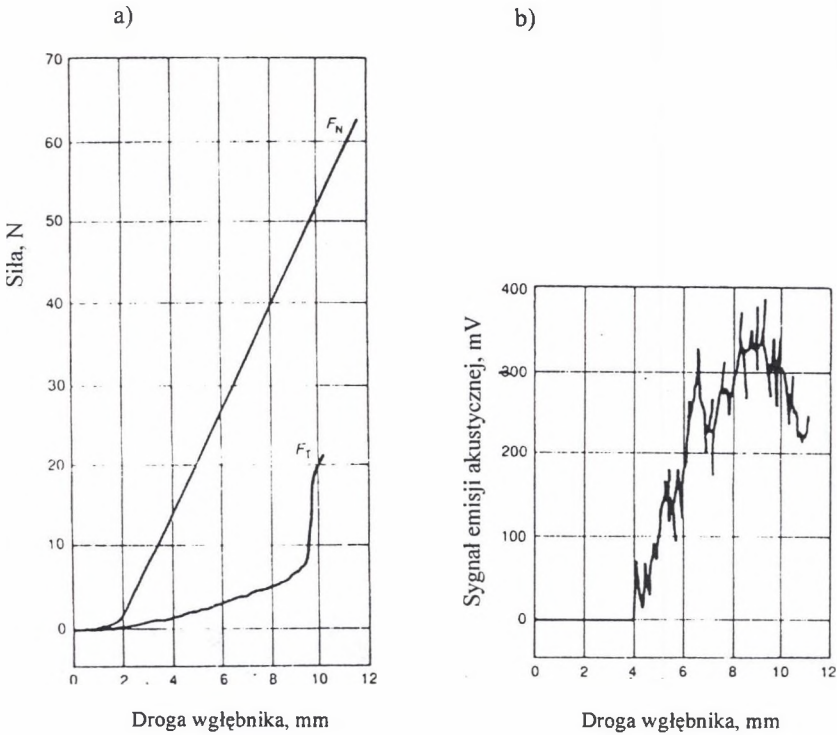 a)
70
60
50
40
30
20
10
0
F_N
F_T
Siła, N
0 2 4 6 8 10 12
Droga wgłębnika, mm
b)
400
300
200
100
0
Sygnał emisji akustycznej, mV
0 2 4 6 8 10 12
Droga wgłębnika, mm